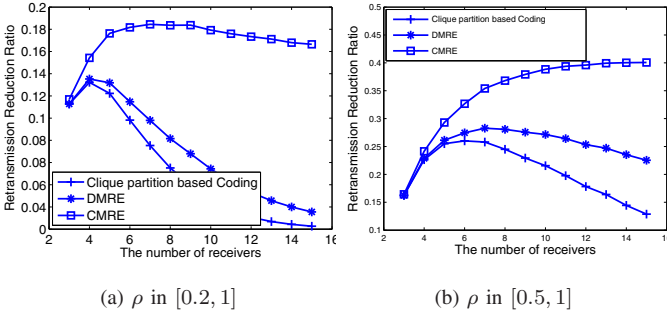 0.2
0.18
0.16
0.14
0.12
0.1
0.08
0.06
0.04
0.02
0
Retransmission Reduction Ratio
Clique partition based Coding
DMRE
CMRE
2 4 6 8 10 12 14 16
The number of receivers
(a) ρ in [0.2, 1]
0.5
0.45
0.4
0.35
0.3
0.25
0.2
0.15
0.1
Retransmission Reduction Ratio
Clique partition based Coding
DMRE
CMRE
2 4 6 8 10 12 14 16
The number of receivers
(b) ρ in [0.5, 1]